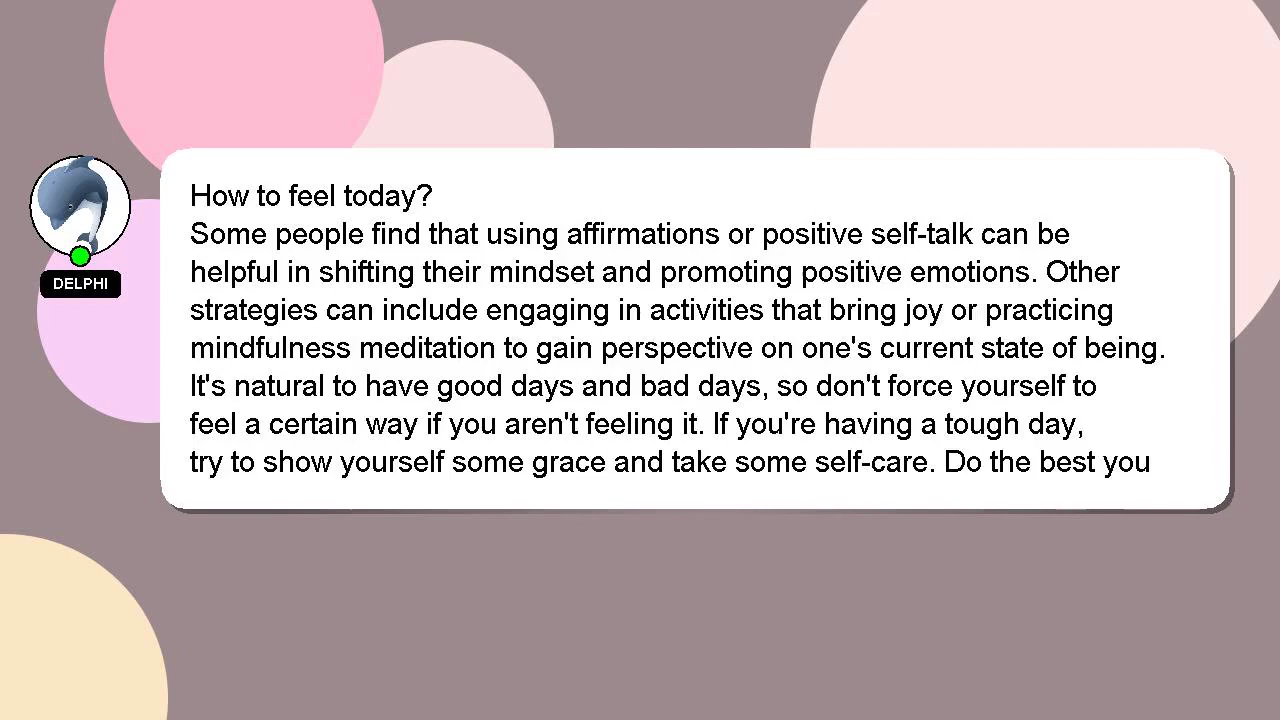 DELPHI
How to feel today?
Some people find that using affirmations or positive self-talk can be
helpful in shifting their mindset and promoting positive emotions. Other
strategies can include engaging in activities that bring joy or practicing
mindfulness meditation to gain perspective on one's current state of being.
It's natural to have good days and bad days, so don't force yourself to
feel a certain way if you aren't feeling it. If you're having a tough day,
try to show yourself some grace and take some self-care. Do the best you